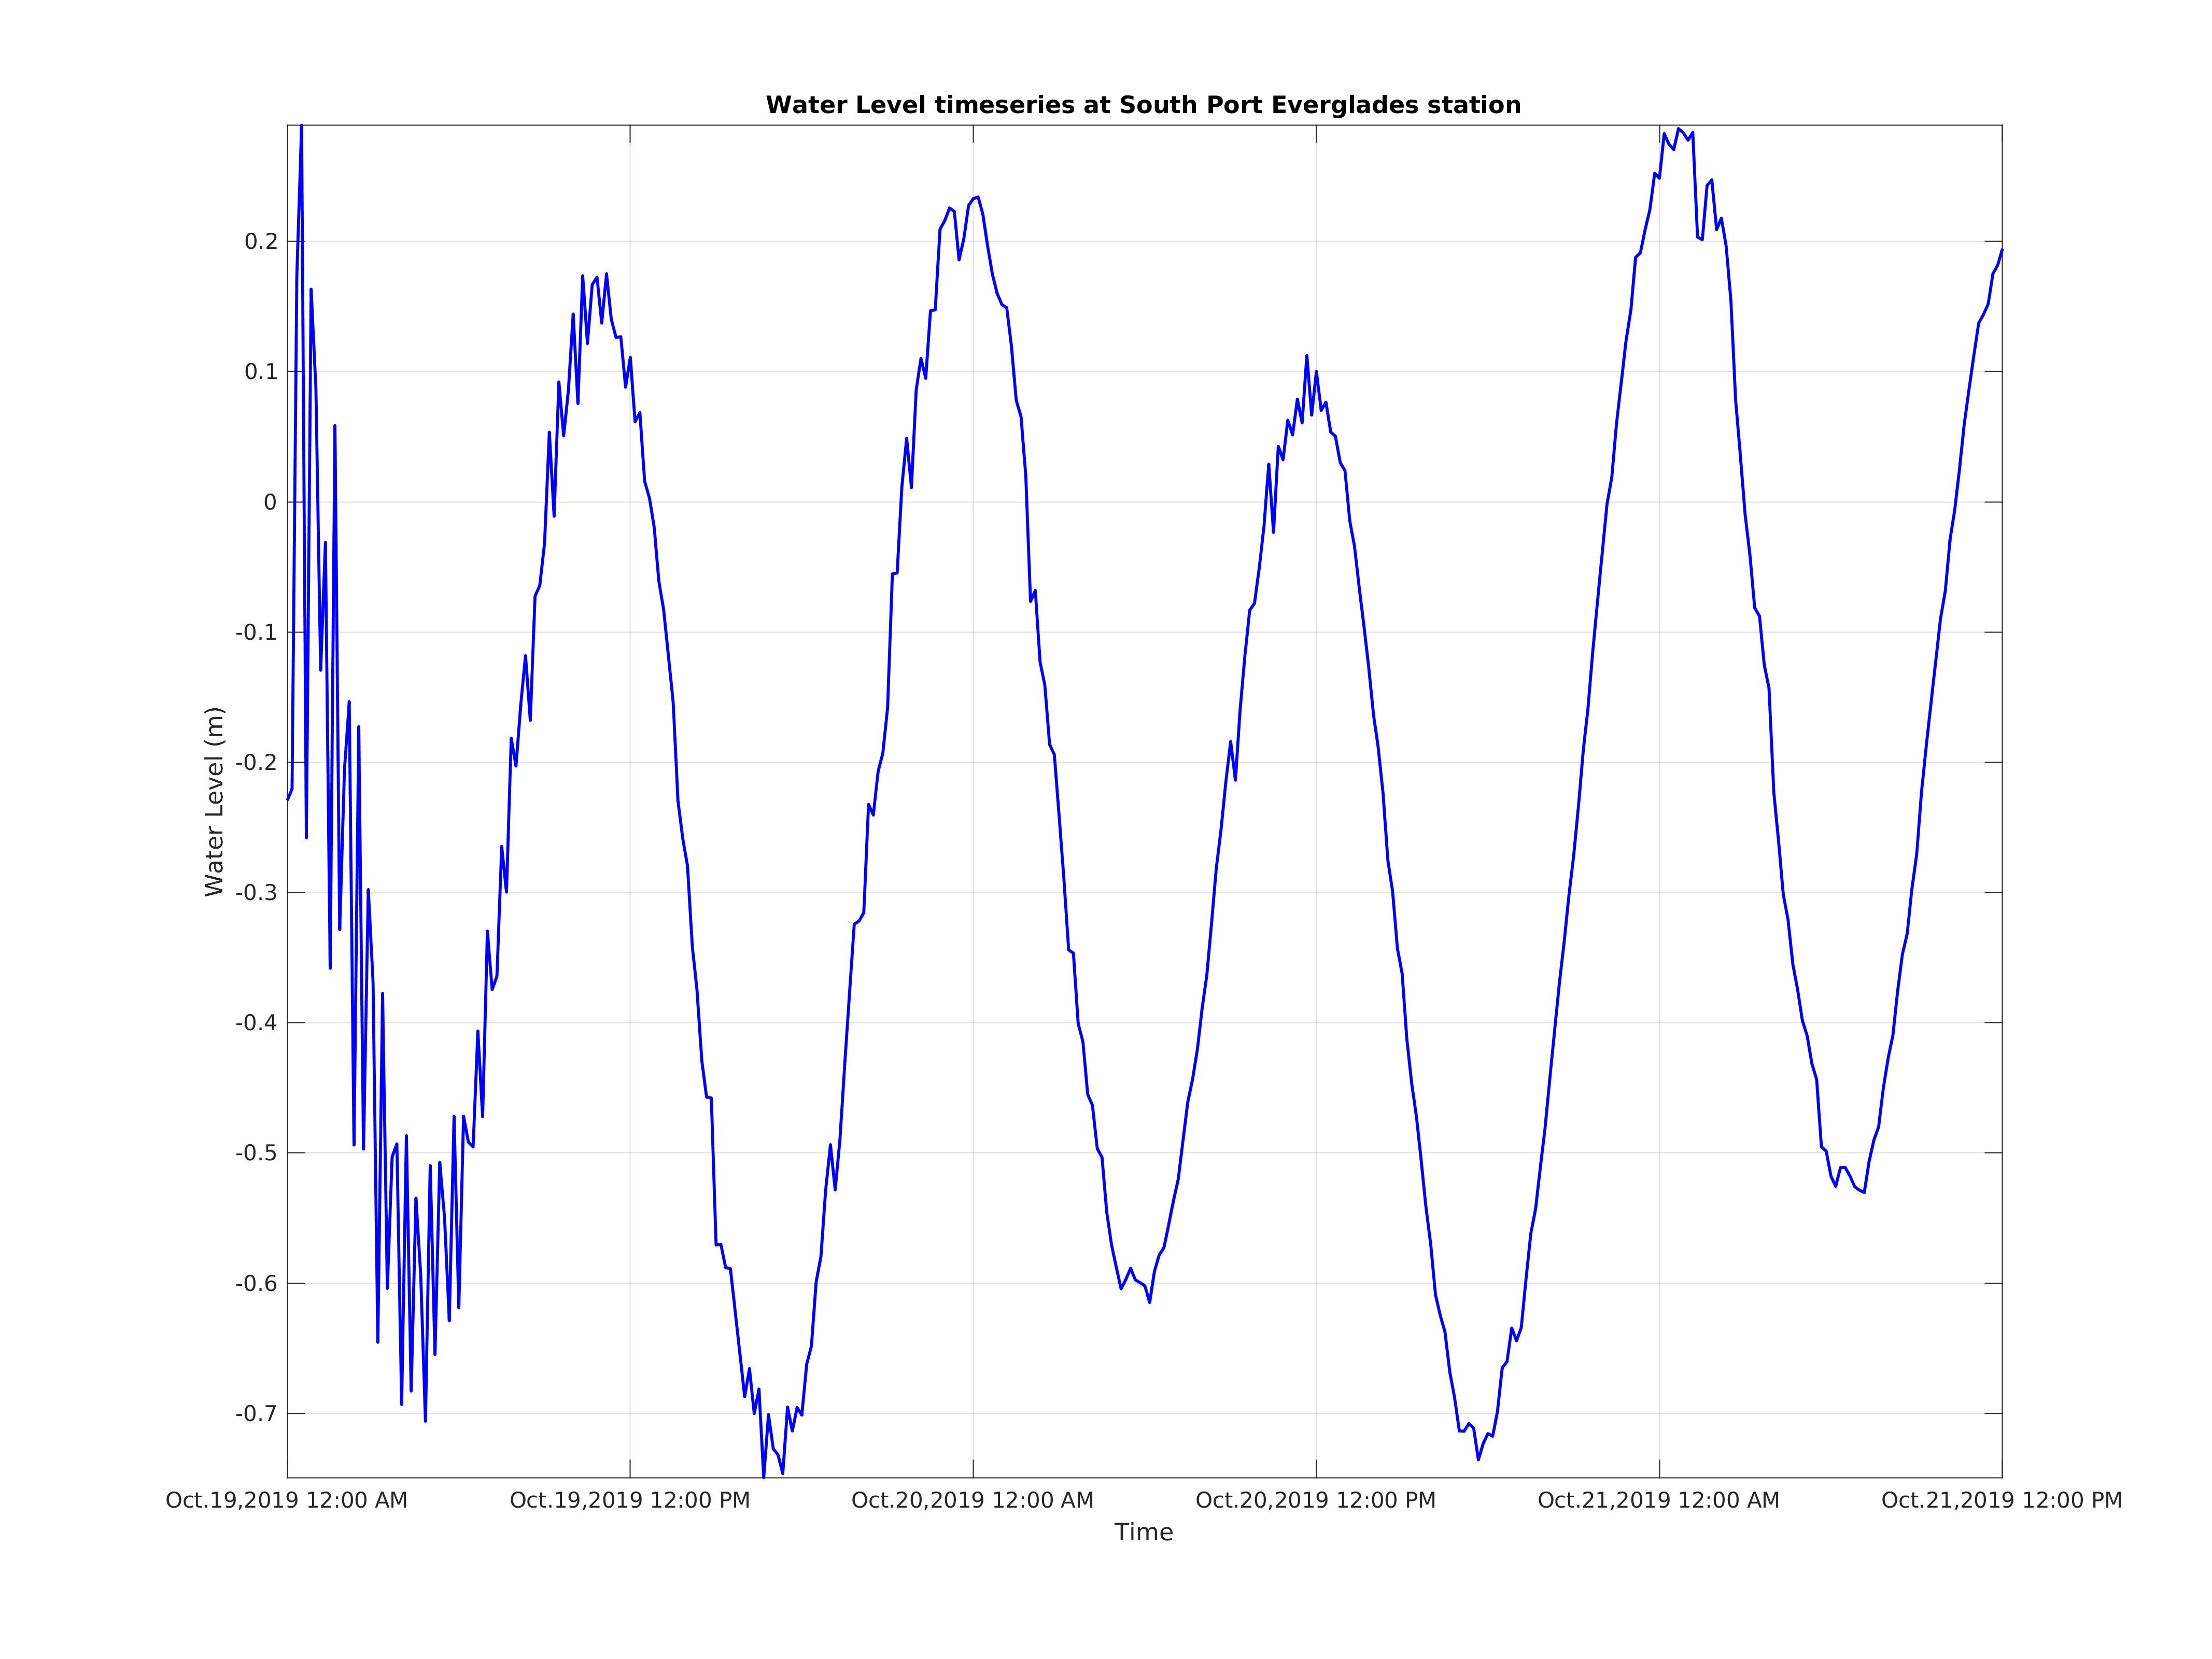 Water Level timeseries at South Port Everglades station
0.2
0.1
0
-0.1
-0.2
-0.3
-0.4
-0.5
-0.6
-0.7
Water Level (m)
Oct.19,2019 12:00 AM Oct.19,2019 12:00 PM Oct.20,2019 12:00 AM Oct.20,2019 12:00 PM Oct.21,2019 12:00 AM Oct.21,2019 12:00 PM
Time